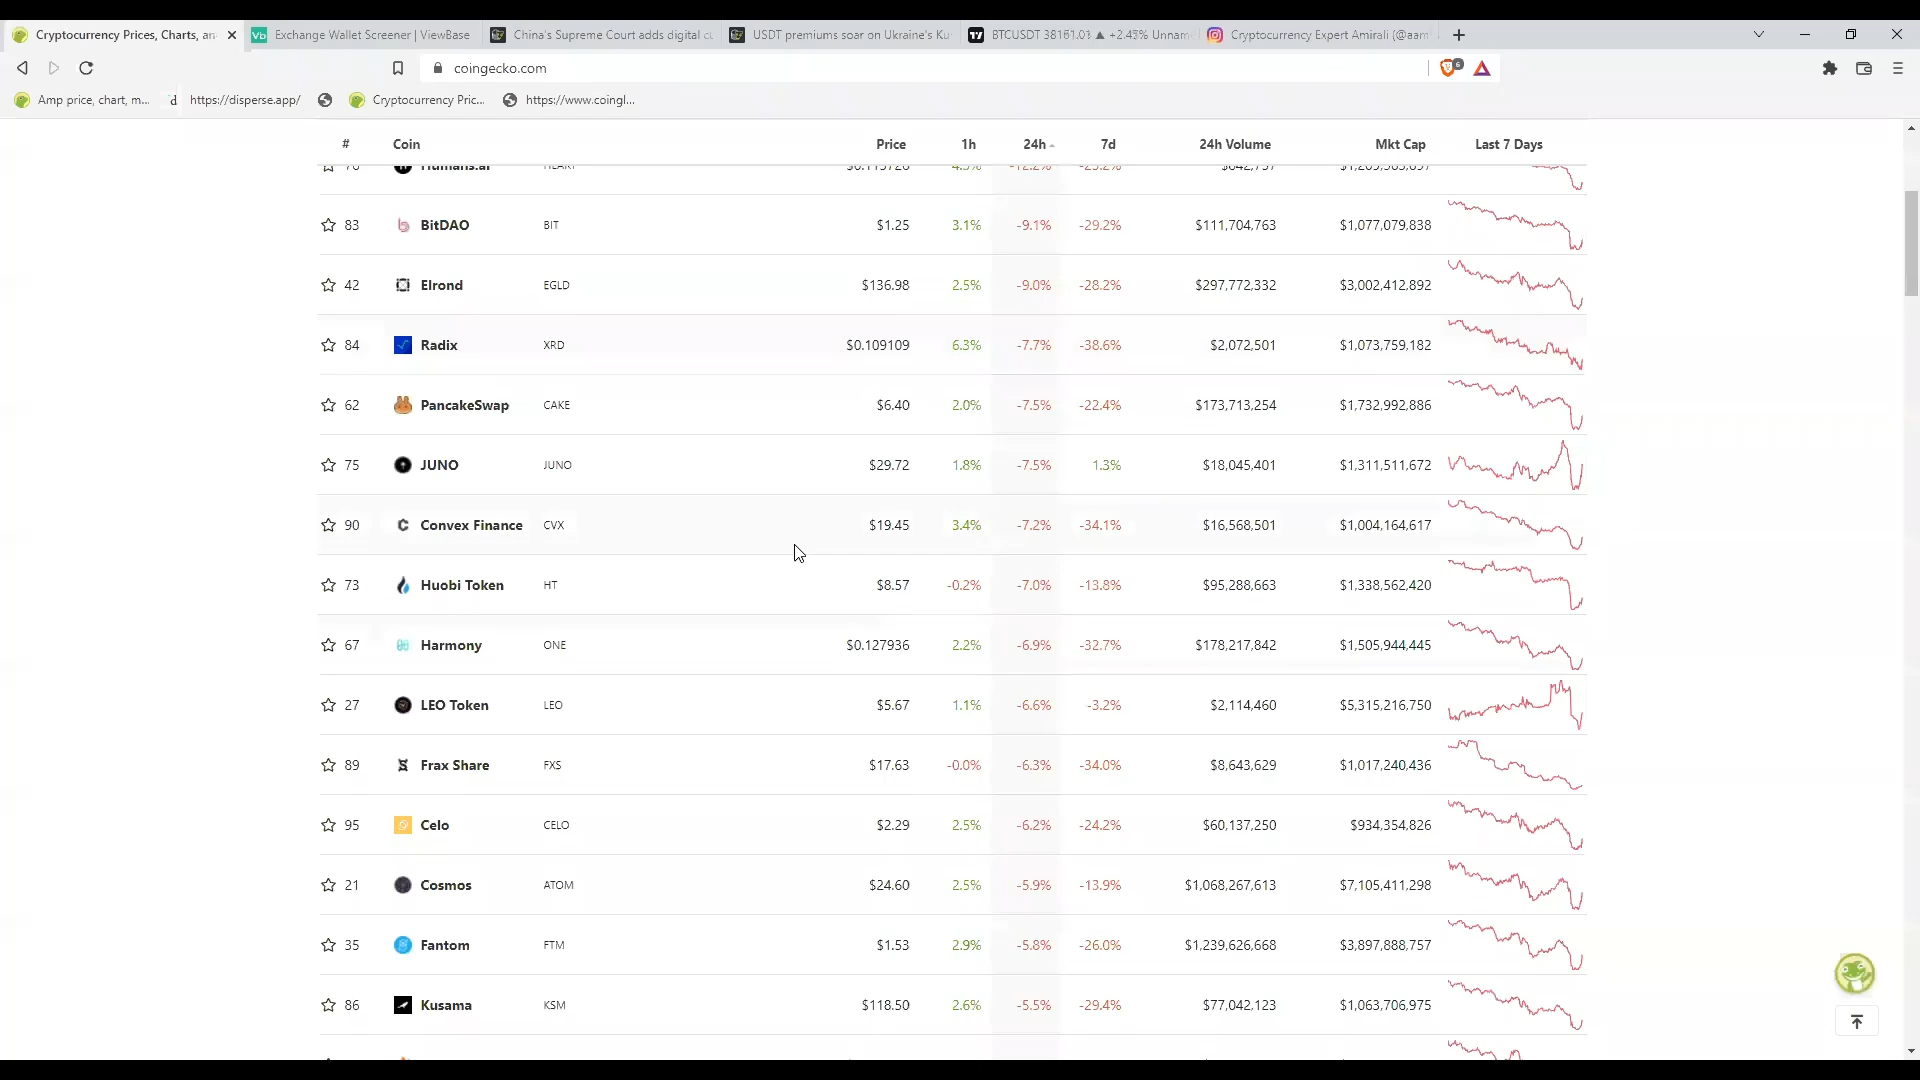 Cryptocurrency Prices, Charts, an
Exchange Wallet Screener | ViewBase
China's Supreme Court adds digital cu
USDT premiums soar on Ukraine's Ku
BTCUSDT 38161.01 ▲ +2.45% Unnam
Cryptocurrency Expert Amirali (@aam
coingecko.com
6
Amp price, chart, m...
d https://disperse.app/
Cryptocurrency Pric...
https://www.coingl...
# Coin Price 1h 24h 7d 24h Volume Mkt Cap Last 7 Days
Humans.ai HEART
83 BitDAO BIT $1.25 3.1% -9.1% -29.2% $111,704,763 $1,077,079,838
42 Elrond EGLD $136.98 2.5% -9.0% -28.2% $297,772,332 $3,002,412,892
84 Radix XRD $0.109109 6.3% -7.7% -38.6% $2,072,501 $1,073,759,182
62 PancakeSwap CAKE $6.40 2.0% -7.5% -22.4% $173,713,254 $1,732,992,886
75 JUNO JUNO $29.72 1.8% -7.5% 1.3% $18,045,401 $1,311,511,672
90 Convex Finance CVX $19.45 3.4% -7.2% -34.1% $16,568,501 $1,004,164,617
73 Huobi Token HT $8.57 -0.2% -7.0% -13.8% $95,288,663 $1,338,562,420
67 Harmony ONE $0.127936 2.2% -6.9% -32.7% $178,217,842 $1,505,944,445
27 LEO Token LEO $5.67 1.1% -6.6% -3.2% $2,114,460 $5,315,216,750
89 Frax Share FXS $17.63 -0.0% -6.3% -34.0% $8,643,629 $1,017,240,436
95 Celo CELO $2.29 2.5% -6.2% -24.2% $60,137,250 $934,354,826
21 Cosmos ATOM $24.60 2.5% -5.9% -13.9% $1,068,267,613 $7,105,411,298
35 Fantom FTM $1.53 2.9% -5.8% -26.0% $1,239,626,668 $3,897,888,757
86 Kusama KSM $118.50 2.6% -5.5% -29.4% $77,042,123 $1,063,706,975